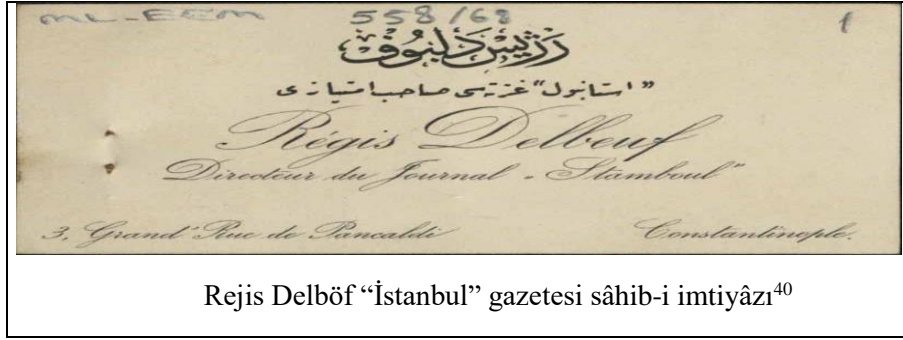 ML-EEM 558/68 1
رژیس دلبوف
"استانبول" غزته سی صاحب امتیازی
Régis Delbeuf
Directeur du Journal „Stamboul"
3, Grand' Rue de Pancaldi Constantinople.
Rejis Delböf “İstanbul” gazetesi sâhib-i imtiyâzı⁴⁰